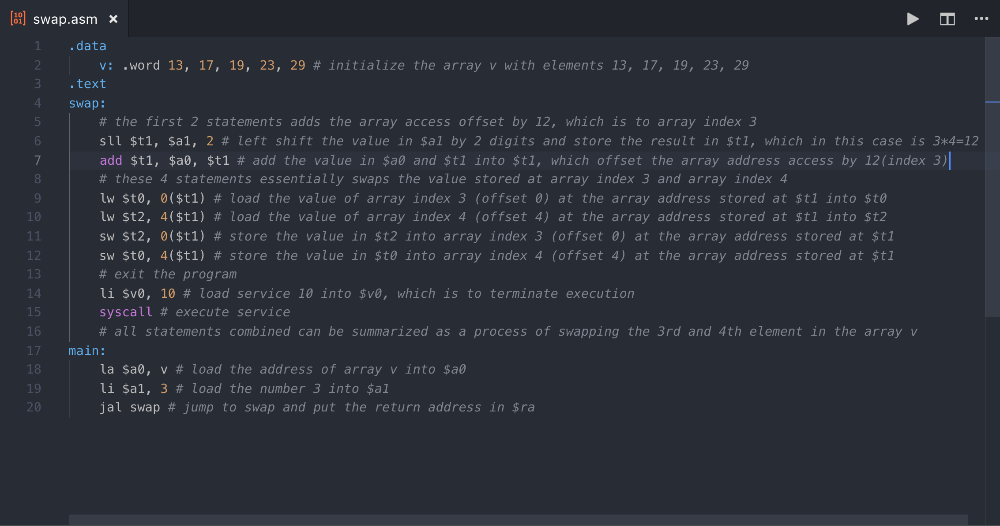 10
01
swap.asm ×
1 .data
2 v: .word 13, 17, 19, 23, 29 # initialize the array v with elements 13, 17, 19, 23, 29
3 .text
4 swap:
5 # the first 2 statements adds the array access offset by 12, which is to array index 3
6 sll $t1, $a1, 2 # left shift the value in $a1 by 2 digits and store the result in $t1, which in this case is 3*4=12
7 add $t1, $a0, $t1 # add the value in $a0 and $t1 into $t1, which offset the array address access by 12(index 3)
8 # these 4 statements essentially swaps the value stored at array index 3 and array index 4
9 lw $t0, 0($t1) # load the value of array index 3 (offset 0) at the array address stored at $t1 into $t0
10 lw $t2, 4($t1) # load the value of array index 4 (offset 4) at the array address stored at $t1 into $t2
11 sw $t2, 0($t1) # store the value in $t2 into array index 3 (offset 0) at the array address stored at $t1
12 sw $t0, 4($t1) # store the value in $t0 into array index 4 (offset 4) at the array address stored at $t1
13 # exit the program
14 li $v0, 10 # load service 10 into $v0, which is to terminate execution
15 syscall # execute service
16 # all statements combined can be summarized as a process of swapping the 3rd and 4th element in the array v
17 main:
18 la $a0, v # load the address of array v into $a0
19 li $a1, 3 # load the number 3 into $a1
20 jal swap # jump to swap and put the return address in $ra